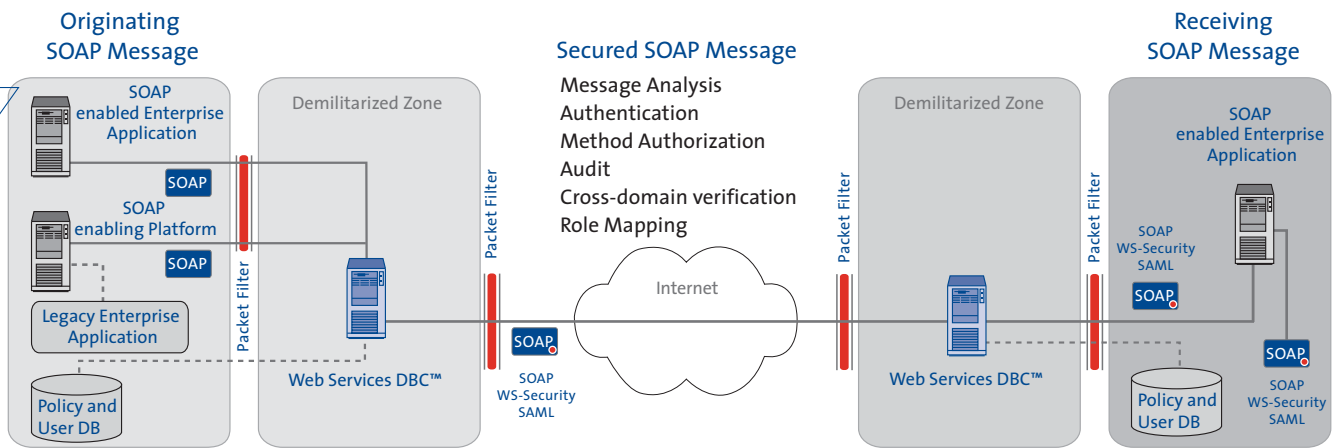 Originating
SOAP Message
SOAP
enabled Enterprise
Application
SOAP
SOAP
enabling Platform
SOAP
Legacy Enterprise
Application
Policy and
User DB
Packet Filter
Demilitarized Zone
Web Services DBC™
Packet Filter
Secured SOAP Message
Message Analysis
Authentication
Method Authorization
Audit
Cross-domain verification
Role Mapping
Internet
SOAP
SOAP
WS-Security
SAML
Packet Filter
Demilitarized Zone
Web Services DBC™
Packet Filter
Receiving
SOAP Message
SOAP
enabled Enterprise
Application
SOAP
WS-Security
SAML
SOAP
SOAP
SOAP
WS-Security
SAML
Policy and
User DB